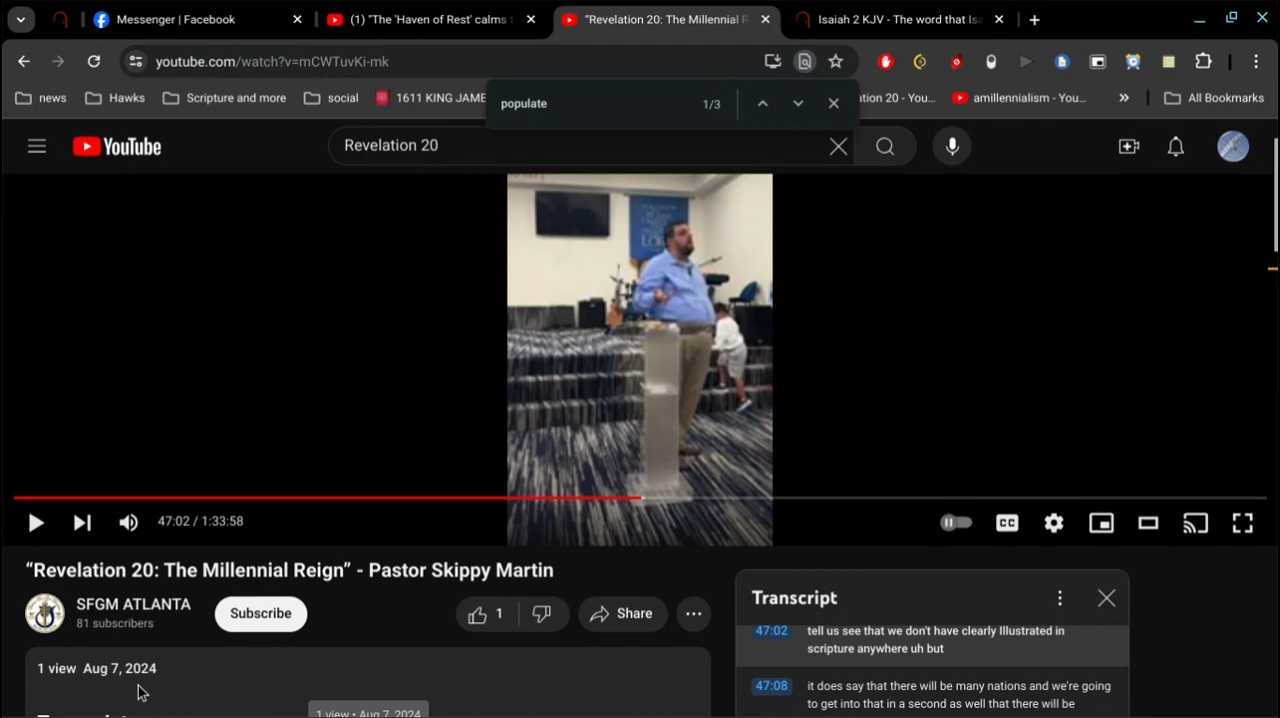 Messenger | Facebook
(1) "The 'Haven of Rest' calms
"Revelation 20: The Millennial R
Isaiah 2 KJV - The word that Isa
youtube.com/watch?v=mCWTuvKi-mk
news
Hawks
Scripture and more
social
1611 KING JAME
populate
1/3
ation 20 - You...
amillennialism - You...
All Bookmarks
YouTube
Revelation 20
47:02 / 1:33:58
CC
"Revelation 20: The Millennial Reign" - Pastor Skippy Martin
SFGM ATLANTA
81 subscribers
Subscribe
1
Share
1 view Aug 7, 2024
1 view • Aug 7, 2024
Transcript
47:02
tell us see that we don't have clearly Illustrated in
scripture anywhere uh but
47:08
it does say that there will be many nations and we're going
to get into that in a second as well that there will be